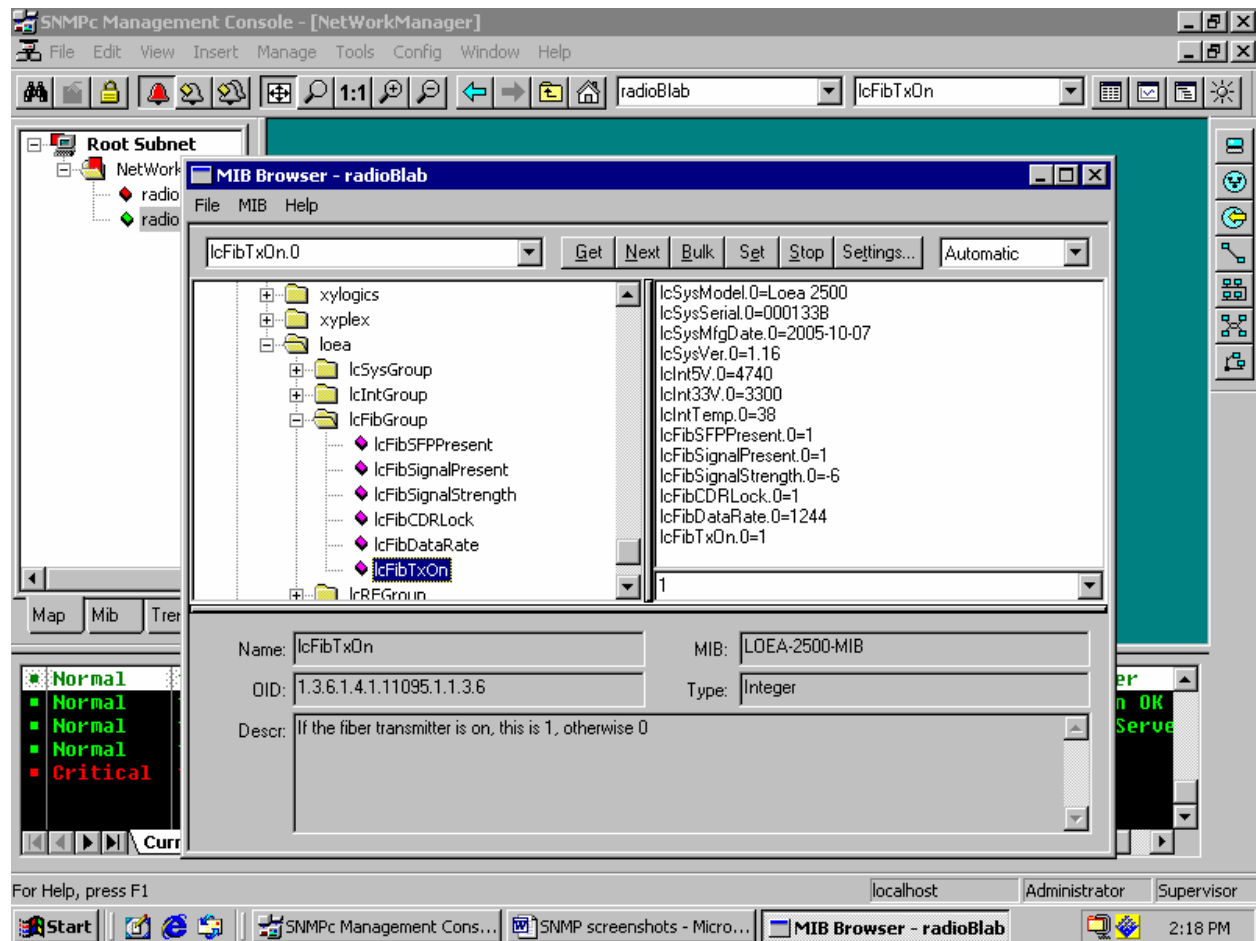 SNMPc Management Console - [NetWorkManager]
File Edit View Insert Manage Tools Config Window Help
1:1 radioBlab lcFibTxOn
Root Subnet
NetWork
radio
radio
MIB Browser - radioBlab
File MIB Help
lcFibTxOn.0 Get Next Bulk Set Stop Settings... Automatic
xylogics
xyplex
loea
lcSysGroup
lcIntGroup
lcFibGroup
lcFibSFPPresent
lcFibSignalPresent
lcFibSignalStrength
lcFibCDRLock
lcFibDataRate
lcFibTxOn
lcRFGroup
lcSysModel.0=Loea 2500
lcSysSerial.0=000133B
lcSysMfgDate.0=2005-10-07
lcSysVer.0=1.16
lcInt5V.0=4740
lcInt33V.0=3300
lcIntTemp.0=38
lcFibSFPPresent.0=1
lcFibSignalPresent.0=1
lcFibSignalStrength.0=-6
lcFibCDRLock.0=1
lcFibDataRate.0=1244
lcFibTxOn.0=1
1
Map Mib Tre
Name: lcFibTxOn MIB: LOEA-2500-MIB
OID: 1.3.6.1.4.1.11095.1.1.3.6 Type: Integer
Descr: If the fiber transmitter is on, this is 1, otherwise 0
Normal er
Normal n OK
Normal Serve
Normal
Critical
Curr
For Help, press F1 localhost Administrator Supervisor
Start SNMPc Management Cons... SNMP screenshots - Micro... MIB Browser - radioBlab 2:18 PM